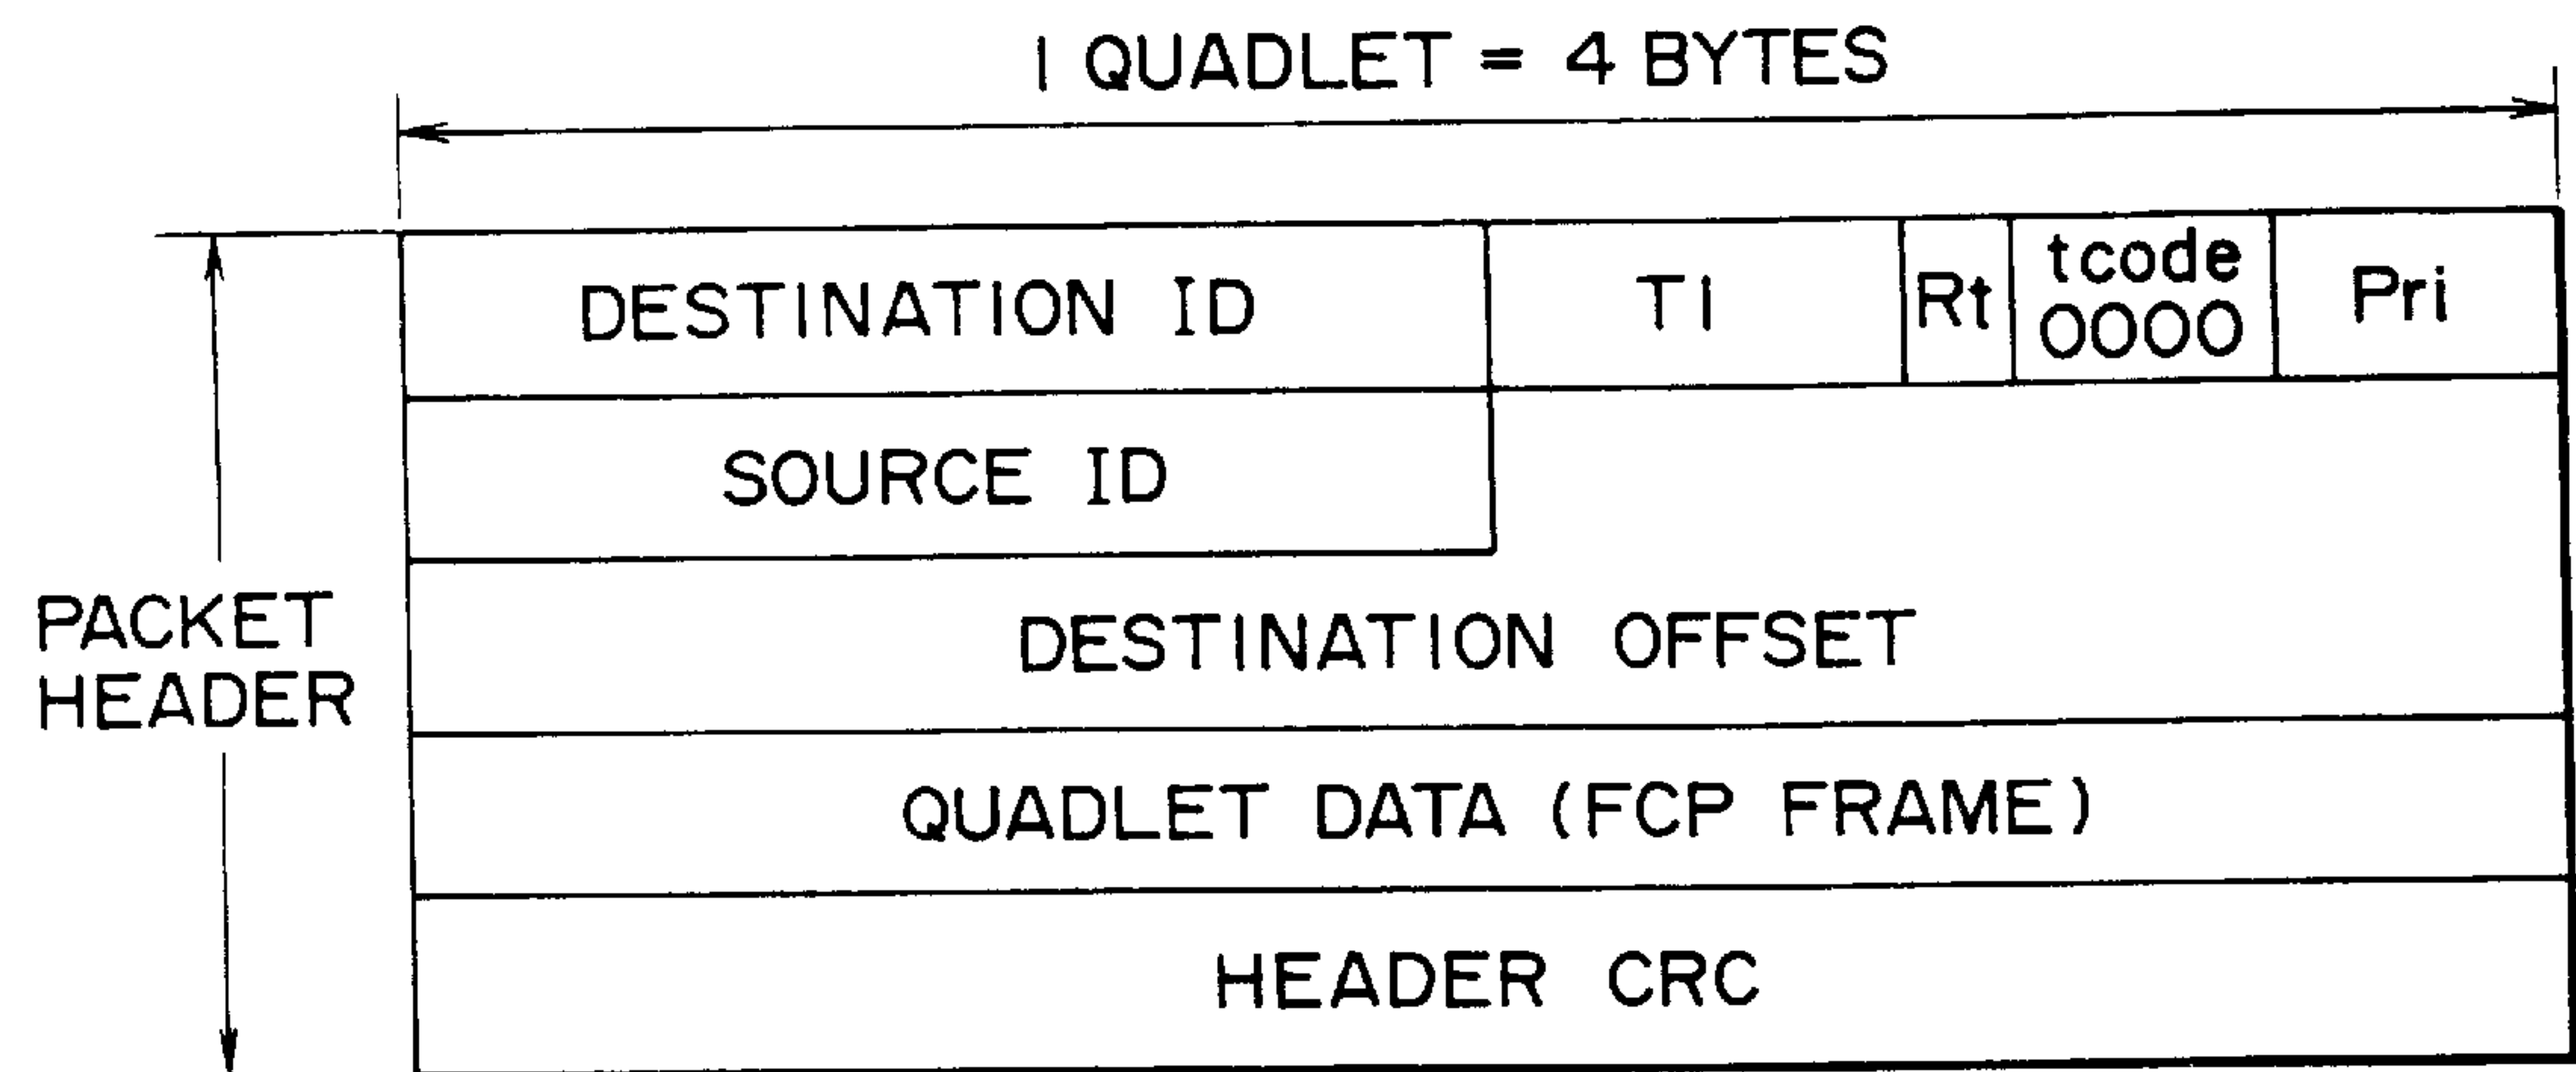 1 QUADLET = 4 BYTES
DESTINATION ID
T1
Rt
tcode
0000
Pri
SOURCE ID
PACKET
HEADER
DESTINATION OFFSET
QUADLET DATA (FCP FRAME)
HEADER CRC